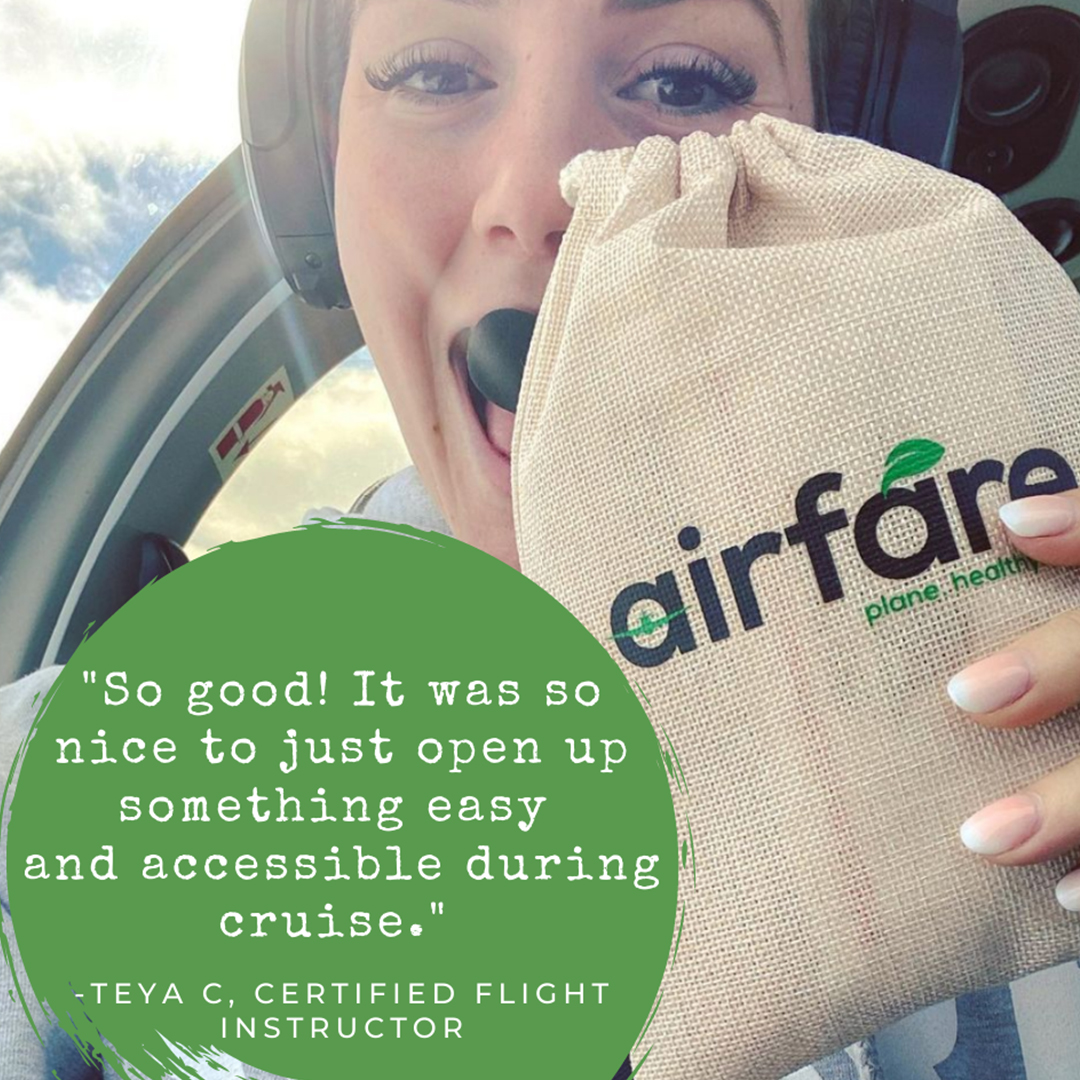 airfare
plane. healthy
"So good! It was so
nice to just open up
something easy
and accessible during
cruise."
-TEYA C, CERTIFIED FLIGHT
INSTRUCTOR